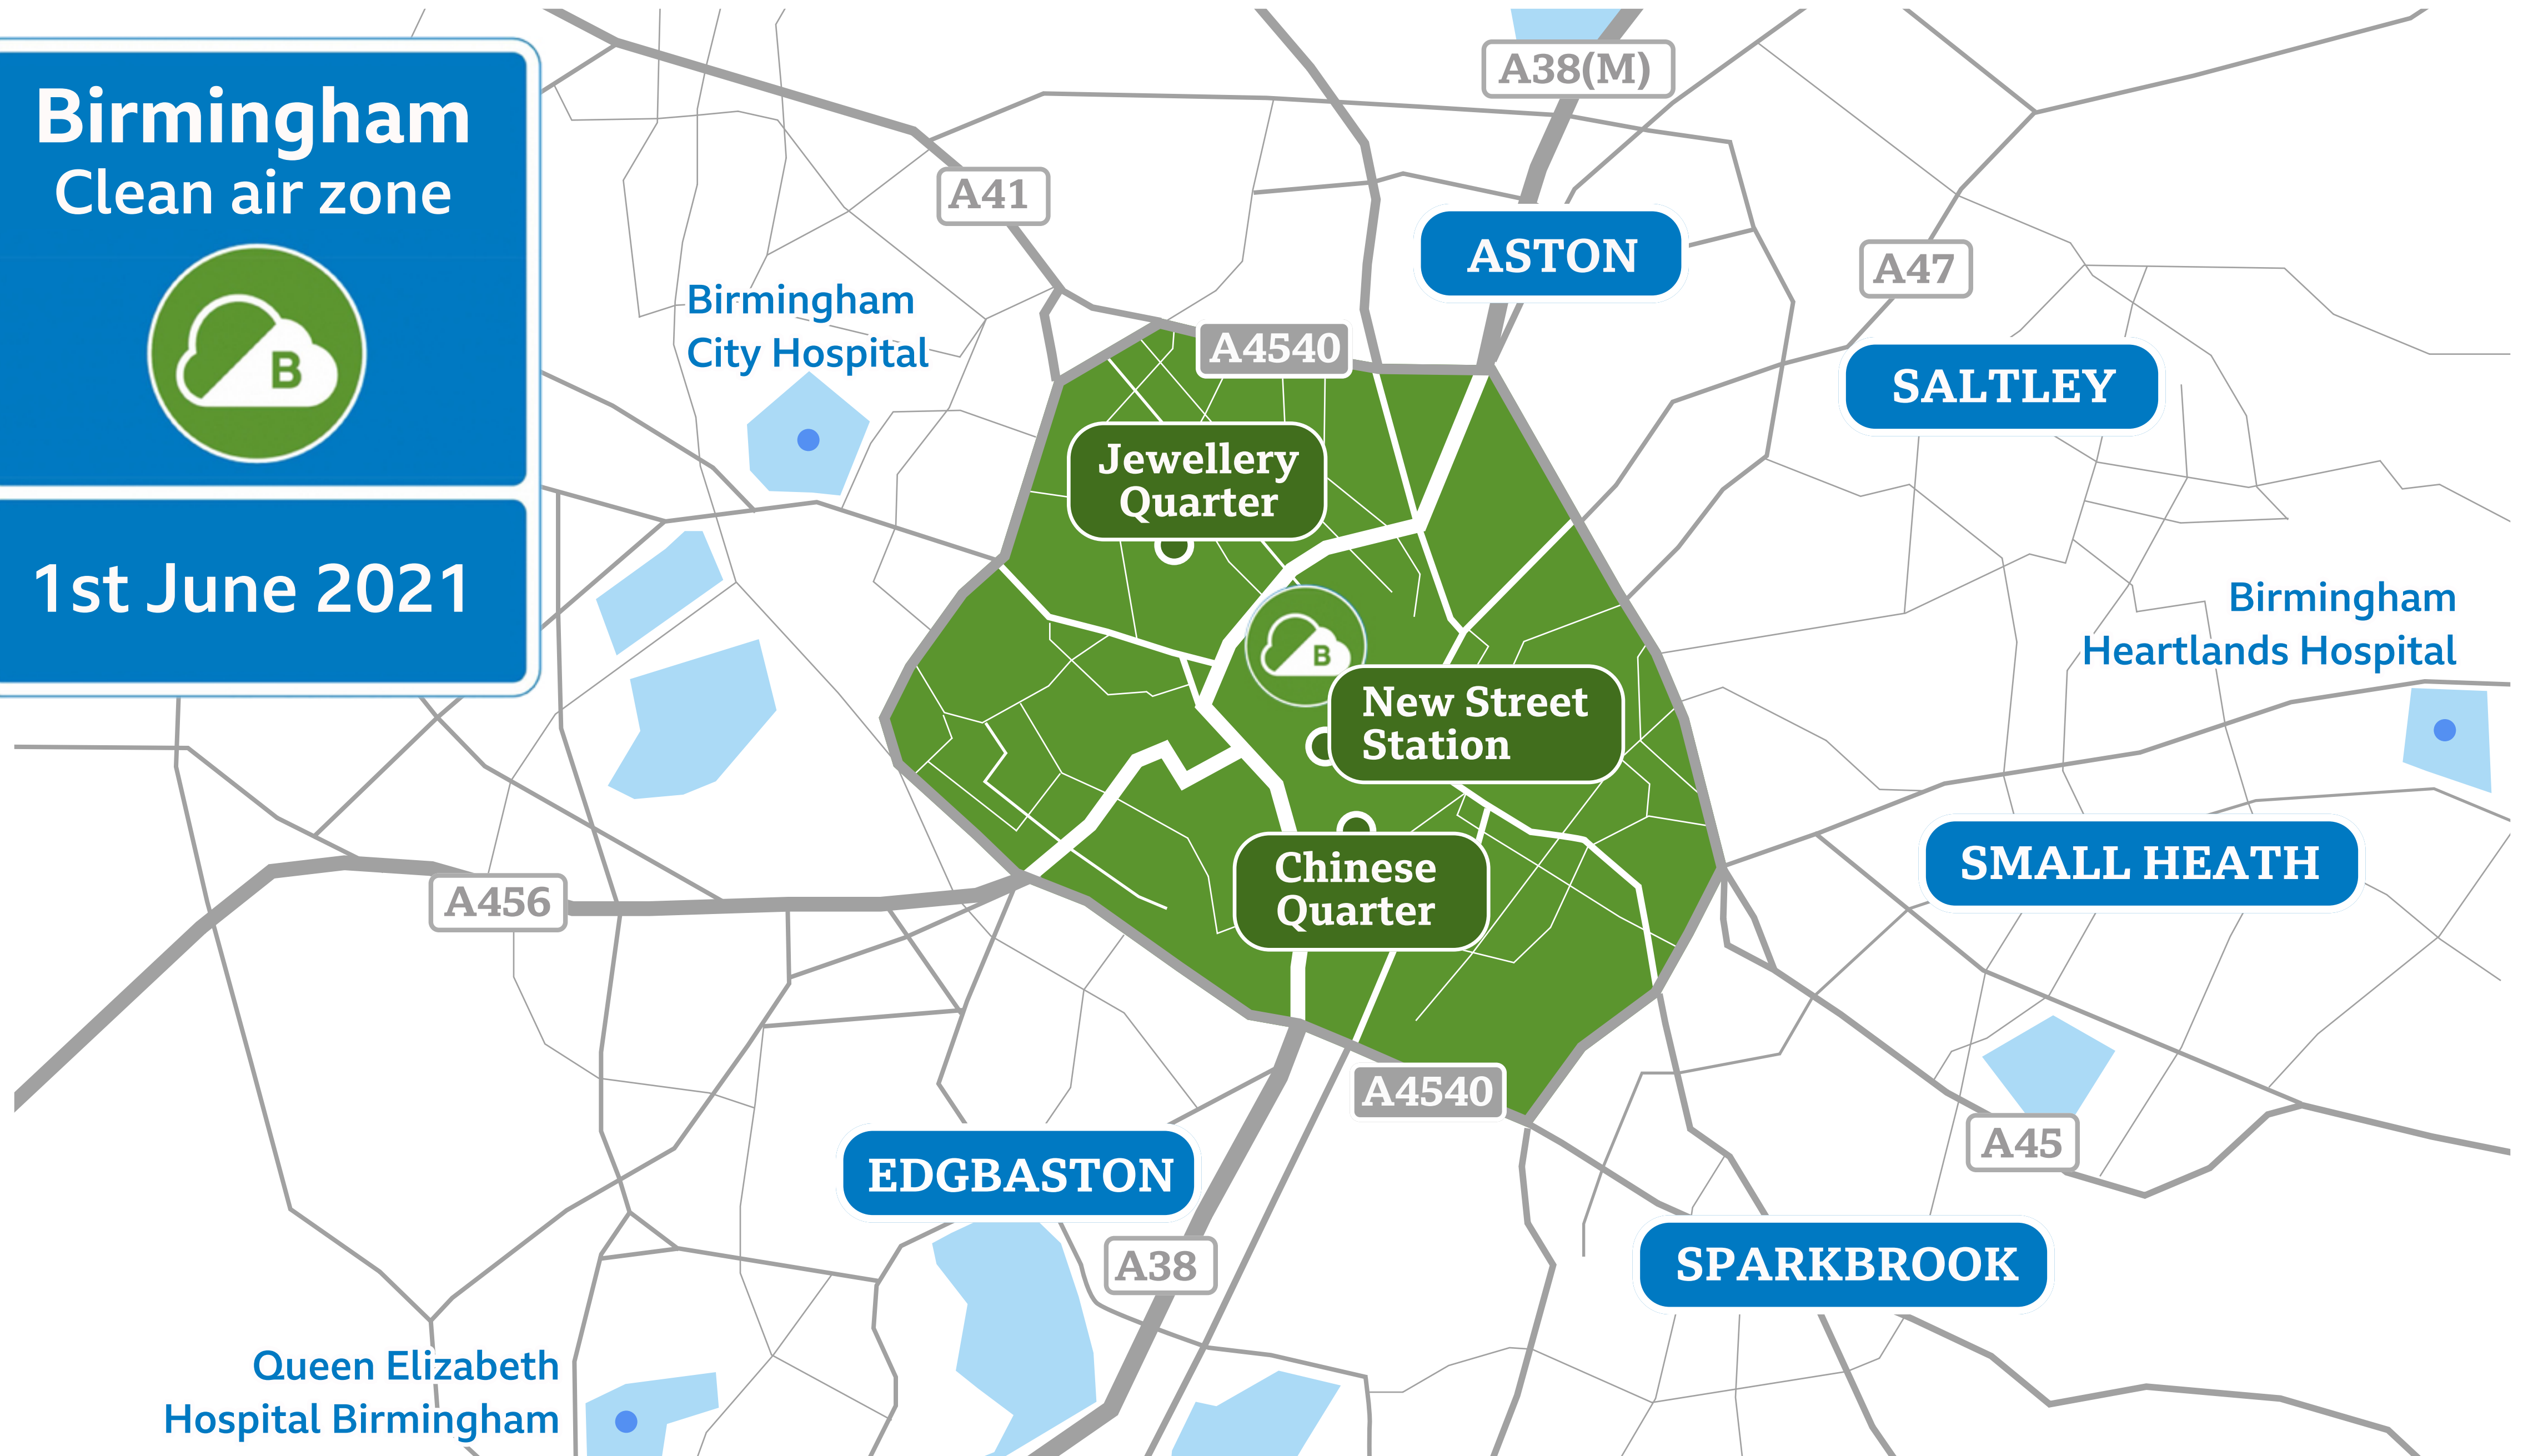 Birmingham
Clean air zone
B
1st June 2021
A38(M)
A41
ASTON
A47
Birmingham
City Hospital
A4540
SALTLEY
Jewellery
Quarter
Birmingham
Heartlands Hospital
B
New Street
Station
Chinese
Quarter
SMALL HEATH
A456
A4540
A45
EDGBASTON
A38
SPARKBROOK
Queen Elizabeth
Hospital Birmingham